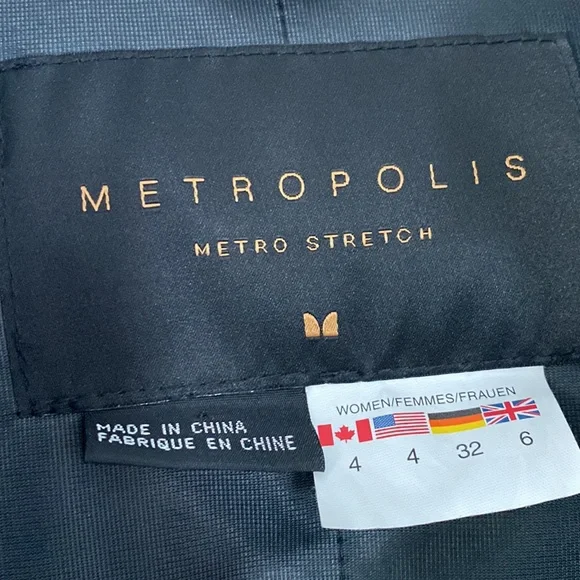 METROPOLIS
METRO STRETCH
MADE IN CHINA
FABRIQUE EN CHINE
WOMEN/FEMMES/FRAUEN
4 4 32 6